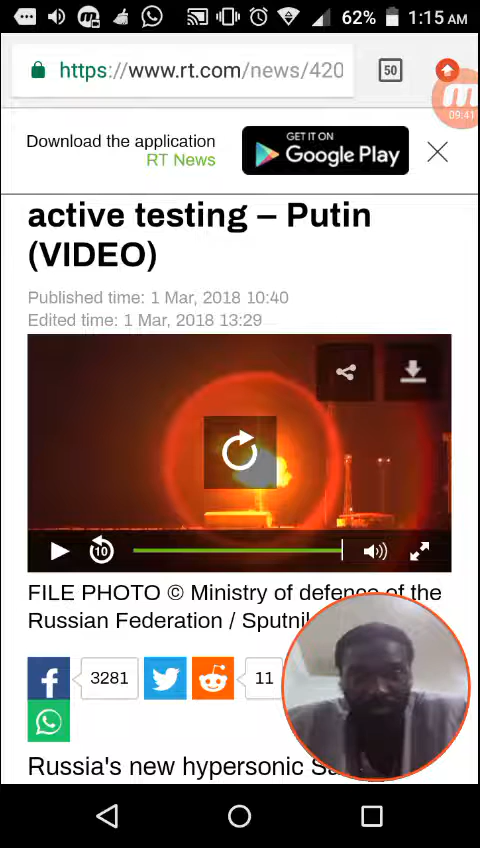 62% 1:15 AM
https://www.rt.com/news/420
50
09:41
Download the application
RT News
GET IT ON
Google Play
active testing – Putin
(VIDEO)
Published time: 1 Mar, 2018 10:40
Edited time: 1 Mar, 2018 13:29
10
FILE PHOTO © Ministry of defence of the
Russian Federation / Sputnik
3281
11
Russia's new hypersonic